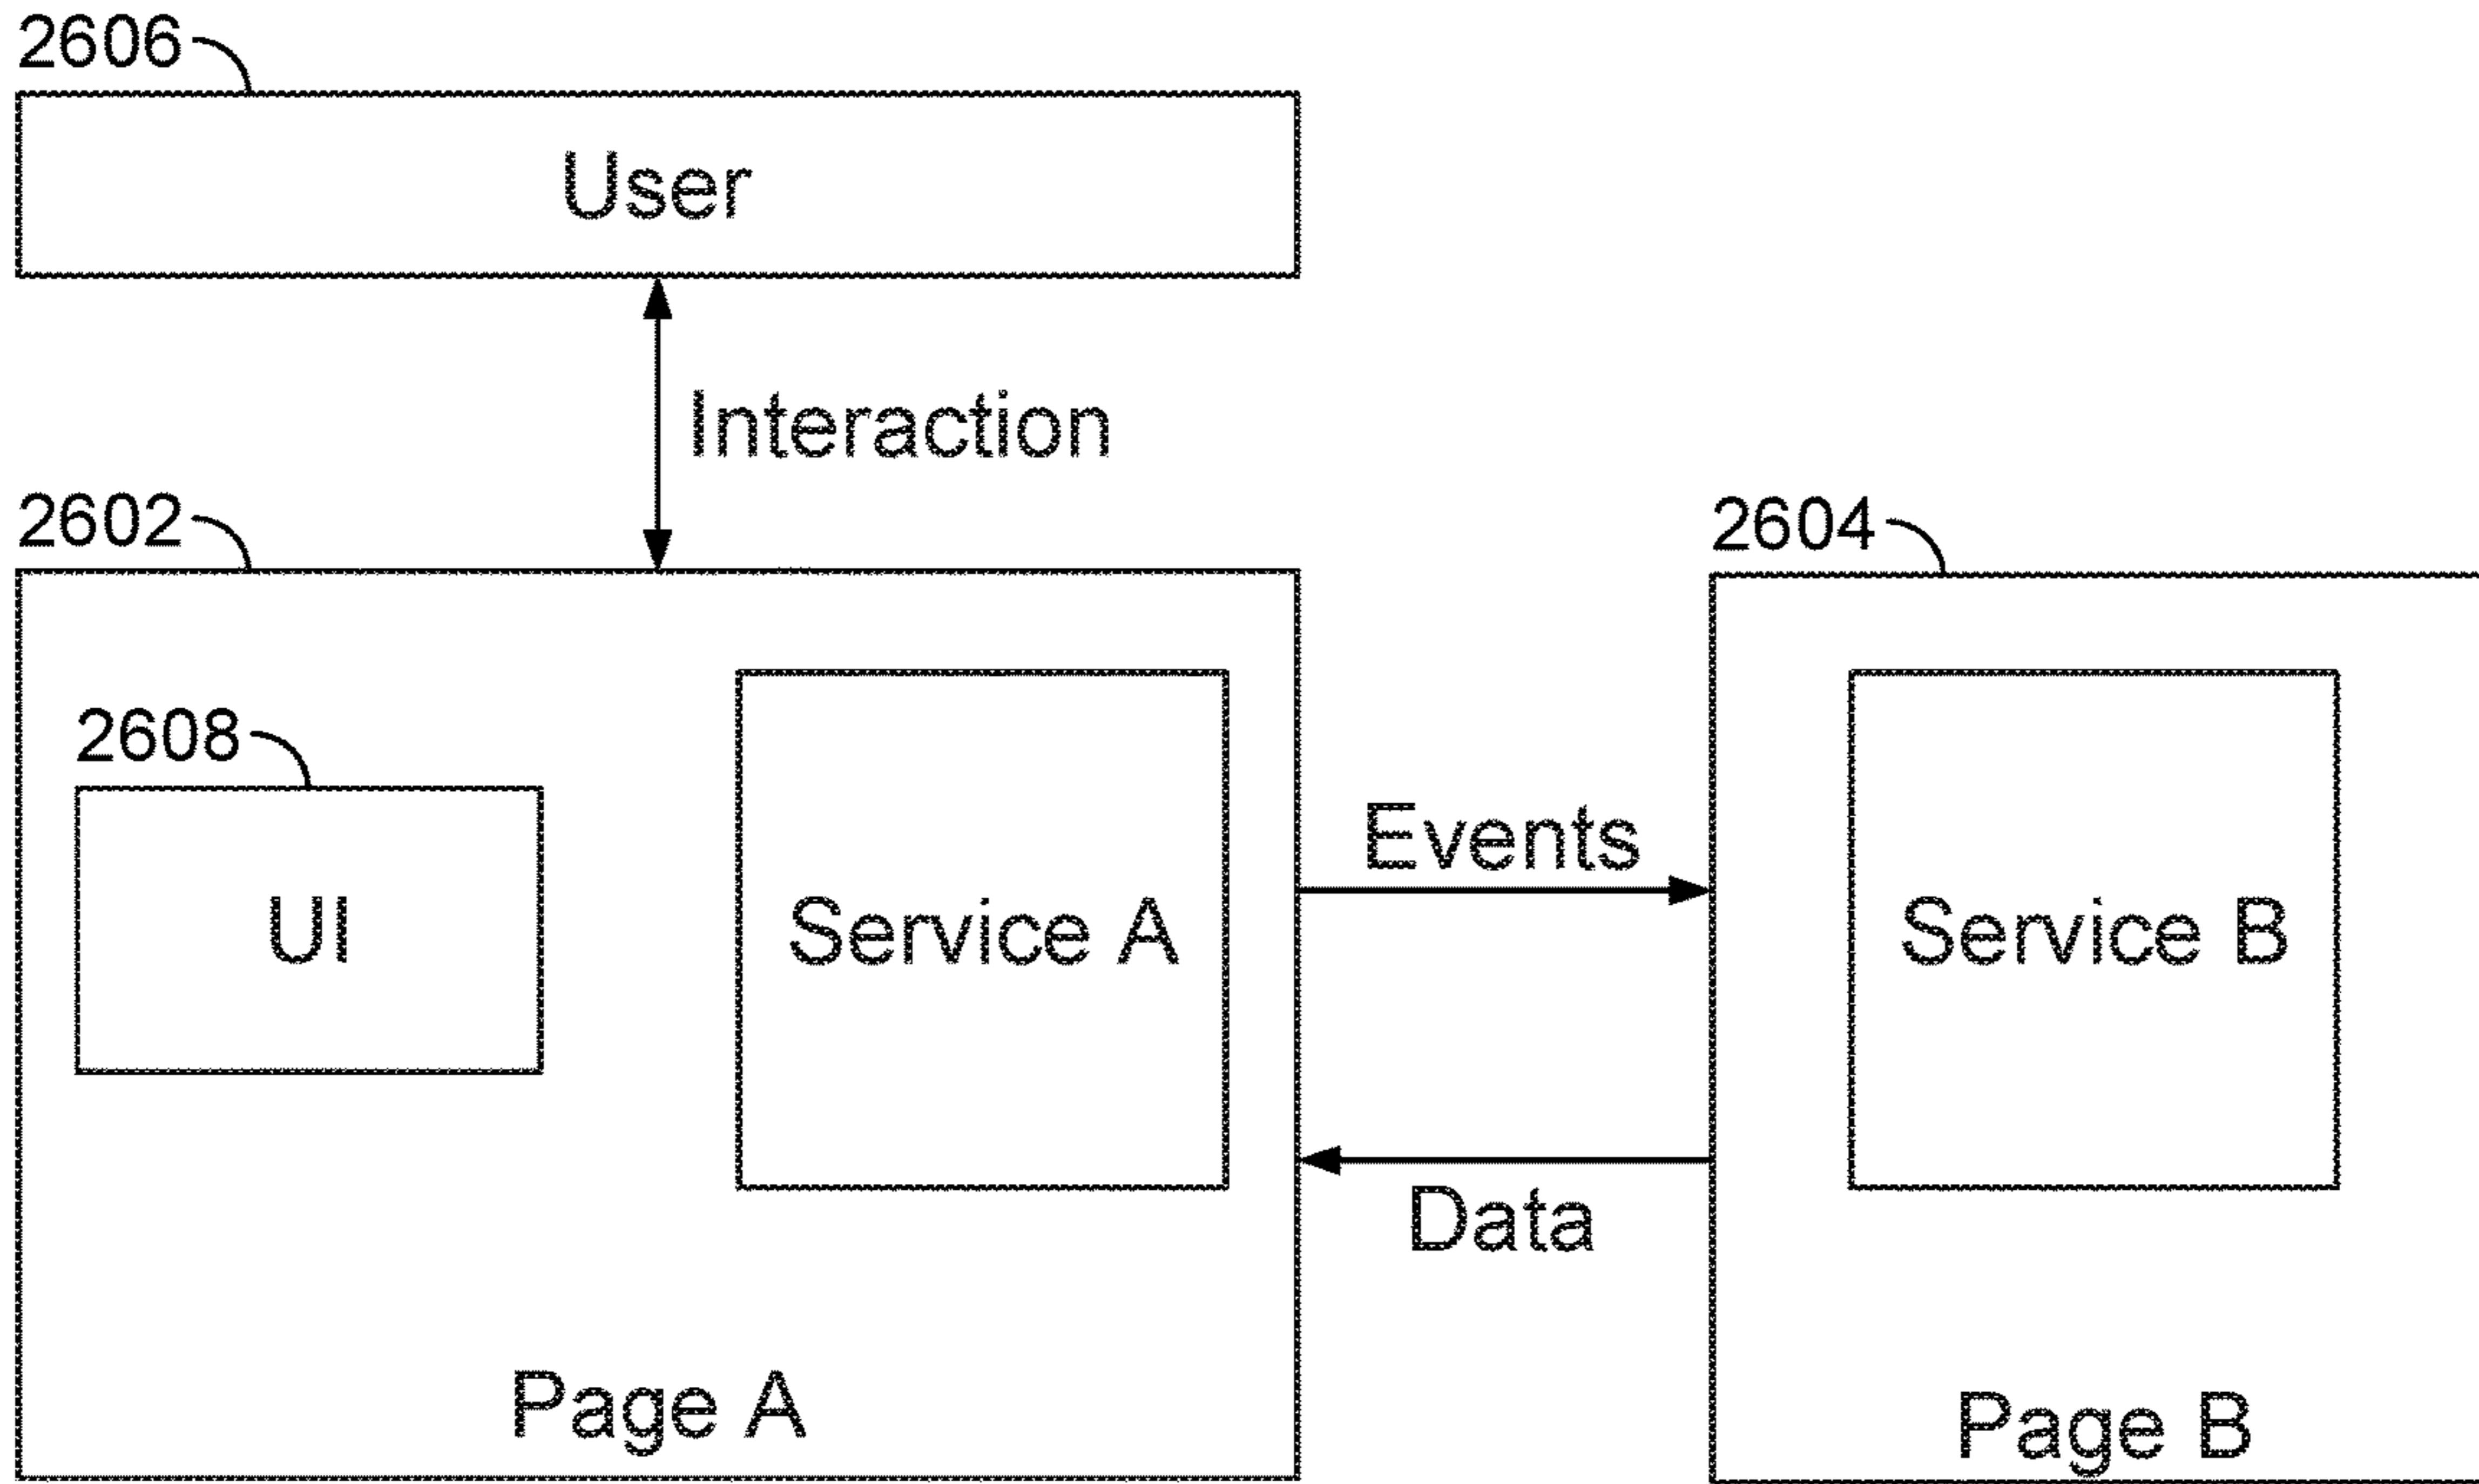 2606
User
Interaction
2602
2604
2608
UI
Service A
Events
Service B
Data
Page A
Page B